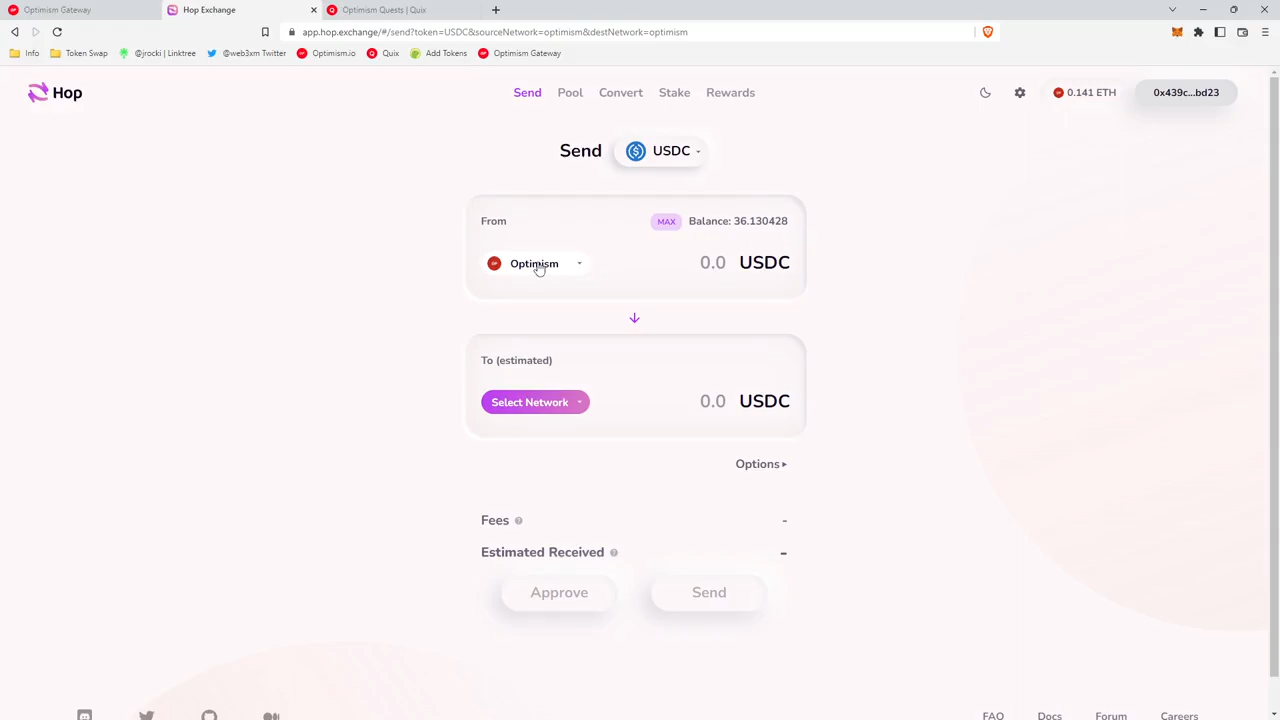 Optimism Gateway
Hop Exchange
Optimism Quests | Quix
app.hop.exchange/#/send?token=USDC&sourceNetwork=optimism&destNetwork=optimism
Info
Token Swap
@jrocki | Linktree
@web3xm Twitter
Optimism.io
Quix
Add Tokens
Optimism Gateway
Hop
Send
Pool
Convert
Stake
Rewards
0.141 ETH
0x439c...bd23
Send
USDC
From
MAX
Balance: 36.130428
Optimism
0.0
USDC
To (estimated)
Select Network
0.0
USDC
Options
Fees
-
Estimated Received
-
Approve
Send
FAQ
Docs
Forum
Careers